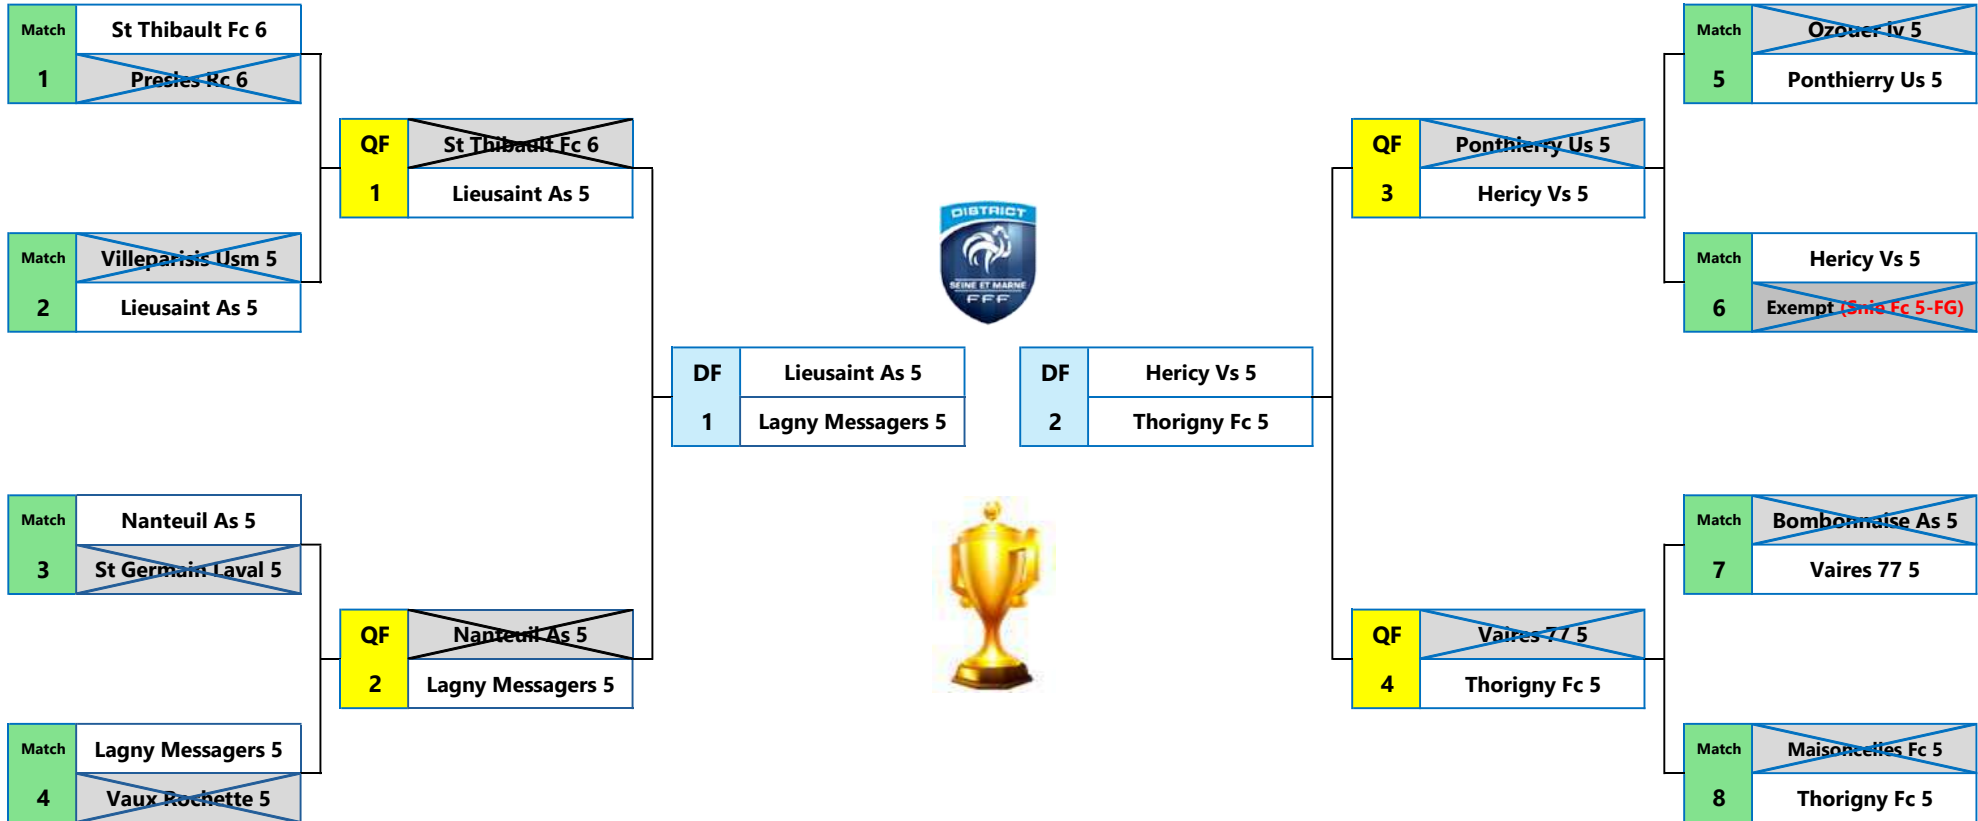 Match
1
St Thibault Fc 6
Presles Rc 6
Match
2
Villeparisis Usm 5
Lieusaint As 5
Match
3
Nanteuil As 5
St Germain Laval 5
Match
4
Lagny Messagers 5
Vaux Rochette 5
QF
1
St Thibault Fc 6
Lieusaint As 5
QF
2
Nanteuil As 5
Lagny Messagers 5
DF
1
Lieusaint As 5
Lagny Messagers 5
DISTRICT
SEINE ET MARNE
FFF
DF
2
Hericy Vs 5
Thorigny Fc 5
QF
3
Ponthierry Us 5
Hericy Vs 5
QF
4
Vaires 77 5
Thorigny Fc 5
Match
5
Ozouer Iv 5
Ponthierry Us 5
Match
6
Hericy Vs 5
Exempt (Snie Fc 5-FG)
Match
7
Bombonnaise As 5
Vaires 77 5
Match
8
Maisoncelles Fc 5
Thorigny Fc 5